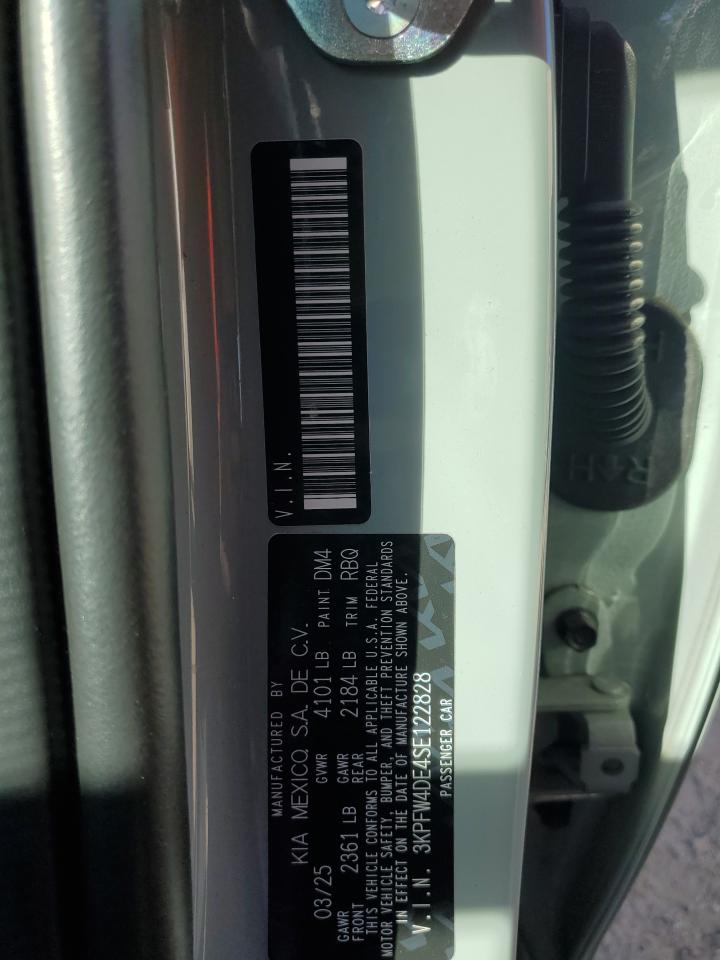 V.I.N.
MANUFACTURED BY
KIA MEXICO, S.A. DE C.V.
03/25 GVWR 4101 LB PAINT DM4
GAWR FRONT 2361 LB GAWR REAR 2184 LB TRIM RBQ
THIS VEHICLE CONFORMS TO ALL APPLICABLE U.S.A. FEDERAL
MOTOR VEHICLE SAFETY, BUMPER, AND THEFT PREVENTION STANDARDS
IN EFFECT ON THE DATE OF MANUFACTURE SHOWN ABOVE.
V.I.N. 3KPFW4DE4SE122828
PASSENGER CAR
RH